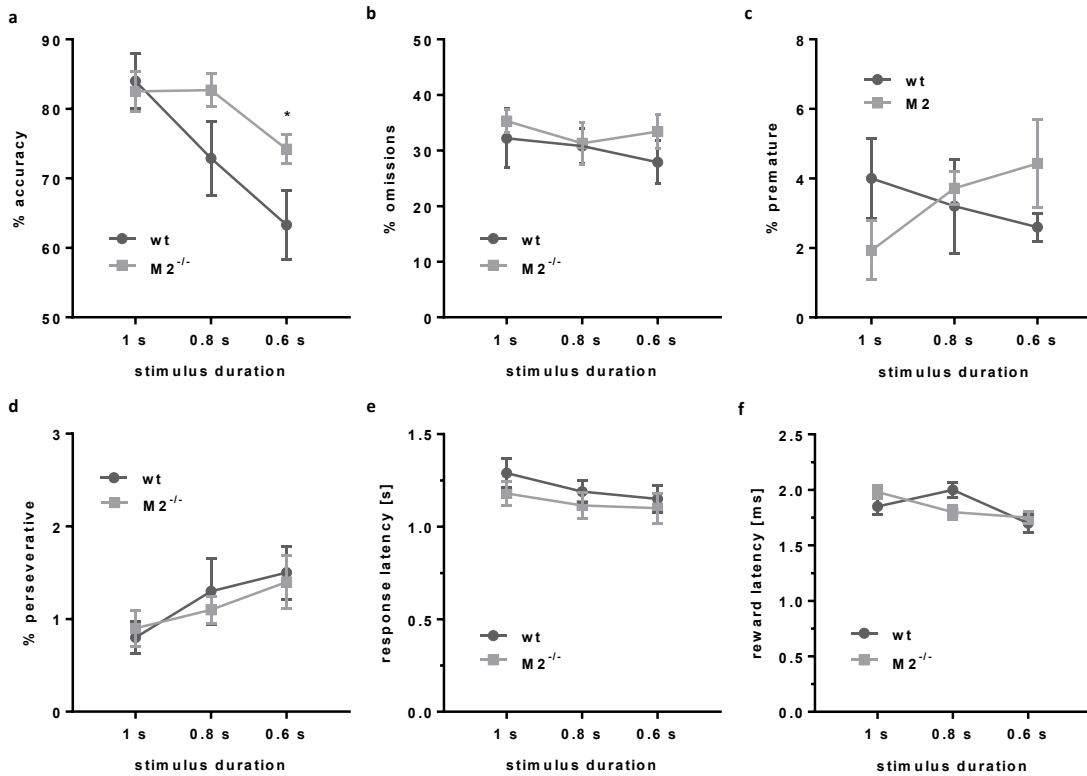 a
90
80
70
60
50
% accuracy
*
wt
M2-/-
1 s 0.8 s 0.6 s
stimulus duration
b
50
40
30
20
10
0
% omissions
wt
M2-/-
1 s 0.8 s 0.6 s
stimulus duration
c
8
6
4
2
0
% premature
wt
M2
1 s 0.8 s 0.6 s
stimulus duration
d
3
2
1
0
% perseverative
wt
M2-/-
1 s 0.8 s 0.6 s
stimulus duration
e
1.5
1.0
0.5
0.0
response latency [s]
wt
M2-/-
1 s 0.8 s 0.6 s
stimulus duration
f
2.5
2.0
1.5
1.0
0.5
0.0
reward latency [ms]
wt
M2-/-
1 s 0.8 s 0.6 s
stimulus duration